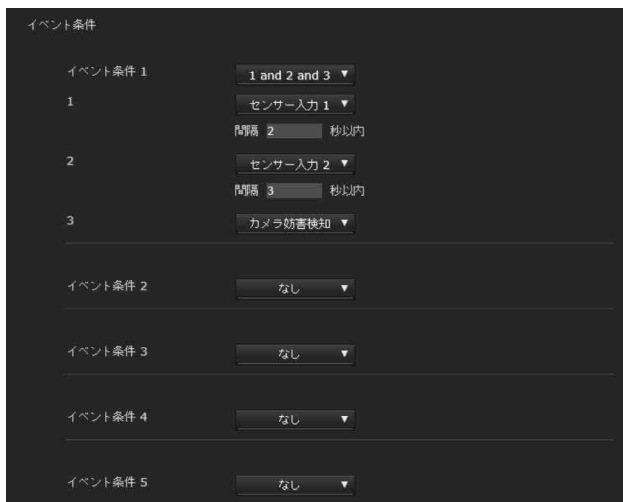 イベント条件
イベント条件 1 1 and 2 and 3 ▼
1 センサー入力 1 ▼
間隔 2 秒以内
2 センサー入力 2 ▼
間隔 3 秒以内
3 カメラ妨害検知 ▼
イベント条件 2 なし ▼
イベント条件 3 なし ▼
イベント条件 4 なし ▼
イベント条件 5 なし ▼